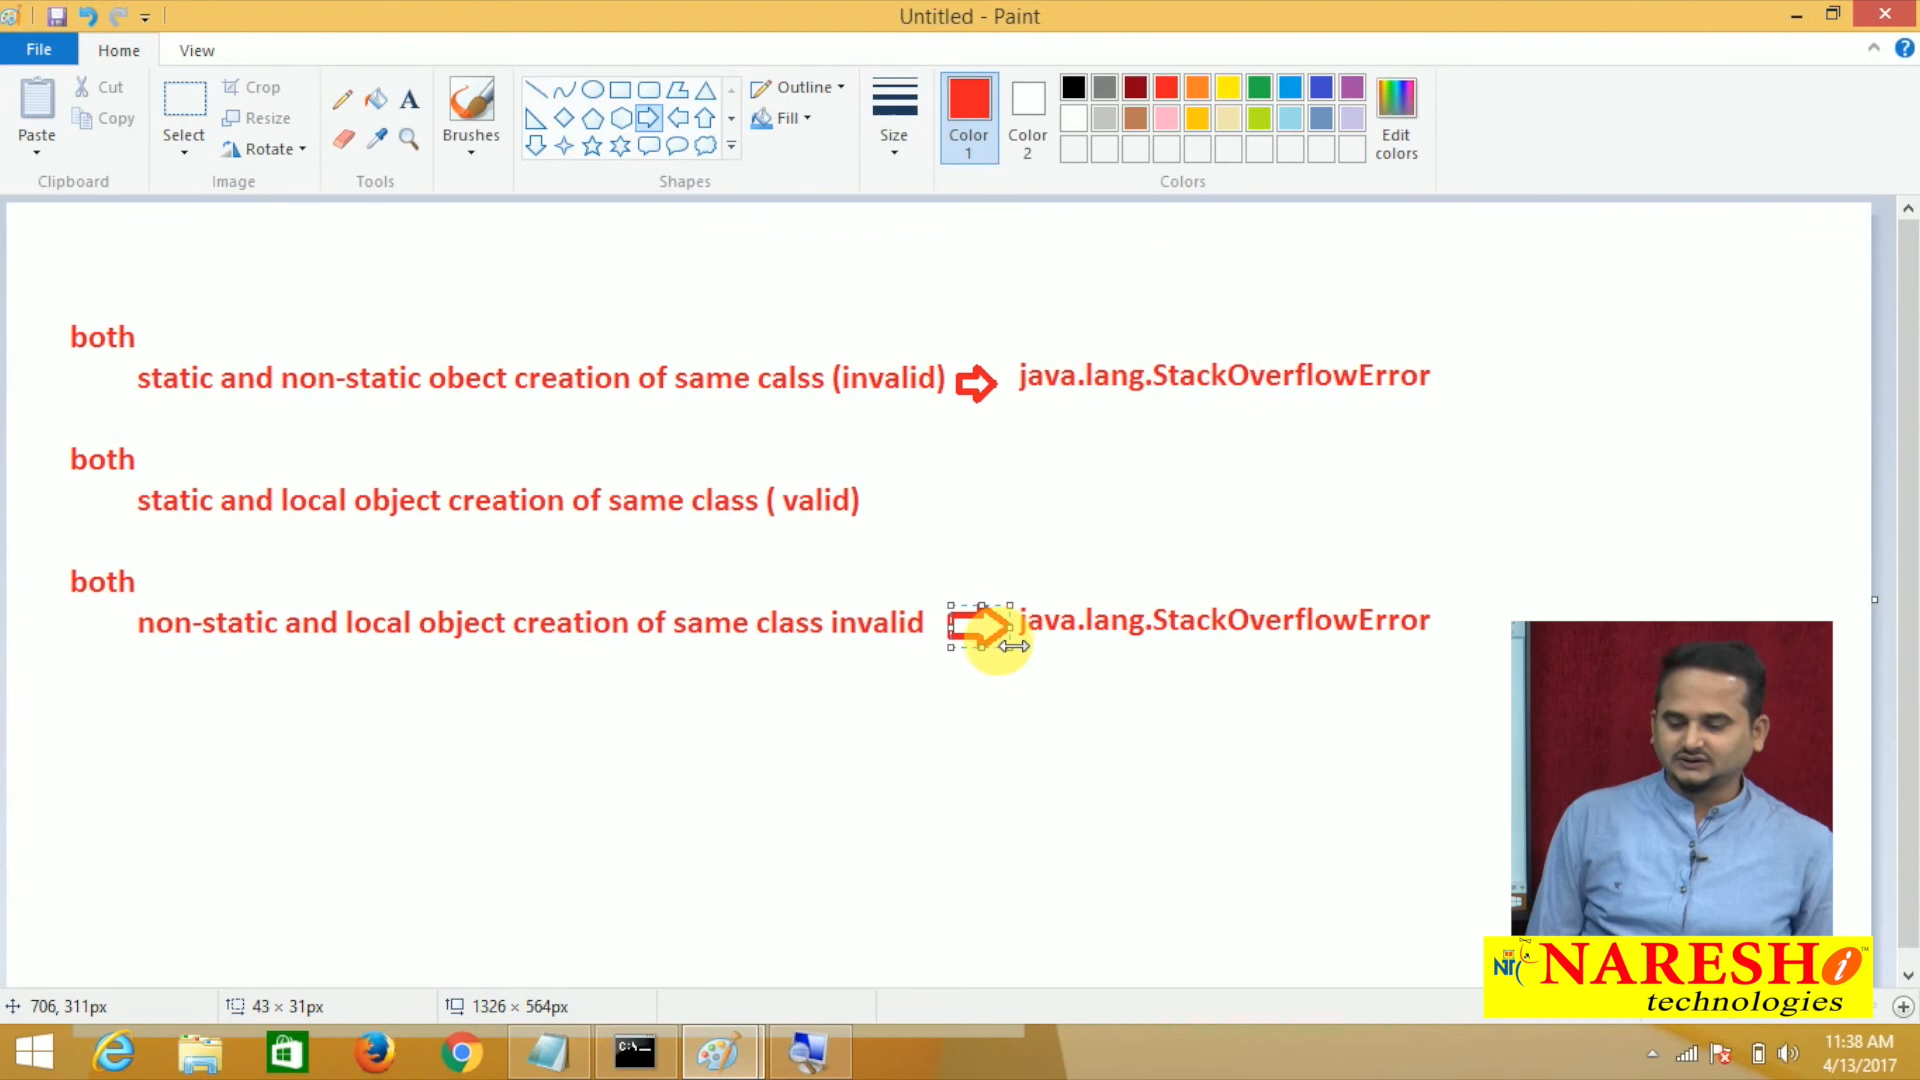 Untitled - Paint
File
Home
View
Paste
Cut
Copy
Clipboard
Select
Crop
Resize
Rotate
Image
Tools
Brushes
Shapes
Outline
Fill
Size
Color 1
Color 2
Edit colors
Colors
both
static and non-static obect creation of same calss (invalid)
java.lang.StackOverflowError
both
static and local object creation of same class ( valid)
both
non-static and local object creation of same class invalid
java.lang.StackOverflowError
NARESH i
technologies
706, 311px
43 × 31px
1326 × 564px
C:\_
11:38 AM
4/13/2017